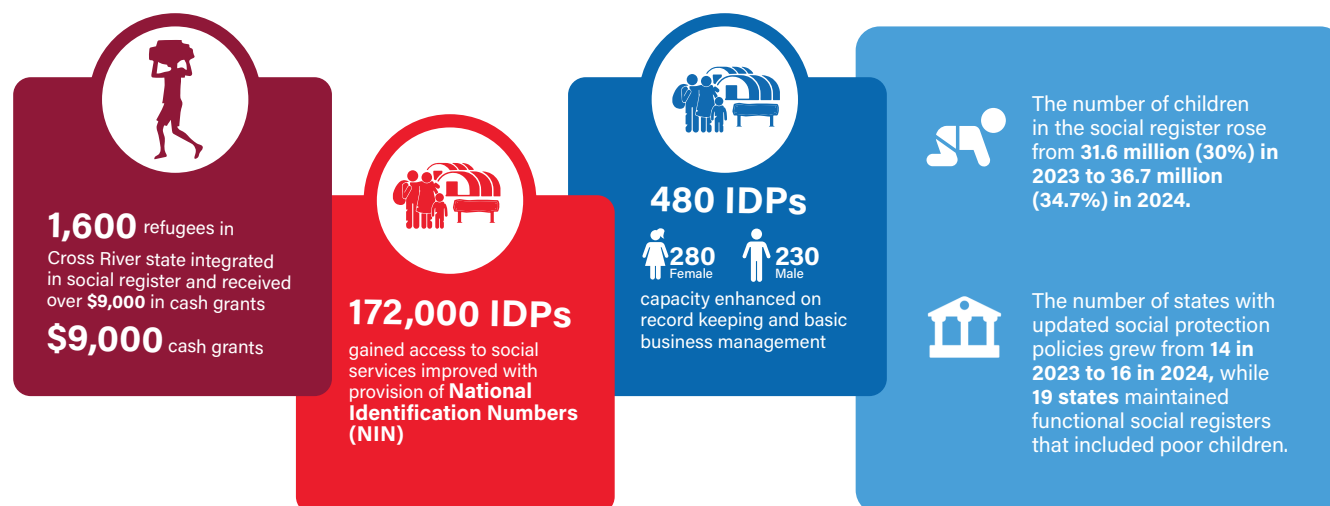 1,600 refugees in
Cross River state integrated
in social register and received
over $9,000 in cash grants
$9,000 cash grants
172,000 IDPs
gained access to social
services improved with
provision of National
Identification Numbers
(NIN)
480 IDPs
280 Female
230 Male
capacity enhanced on
record keeping and basic
business management
The number of children
in the social register rose
from 31.6 million (30%) in
2023 to 36.7 million
(34.7%) in 2024.
The number of states with
updated social protection
policies grew from 14 in
2023 to 16 in 2024, while
19 states maintained
functional social registers
that included poor children.